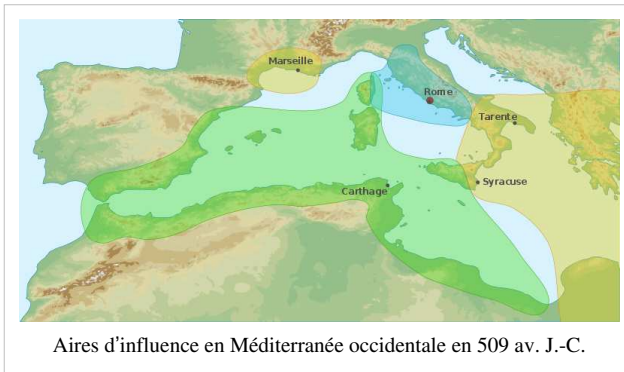 Marseille
Rome
Tarente
Carthage
Syracuse
Aires d'influence en Méditerranée occidentale en 509 av. J.-C.